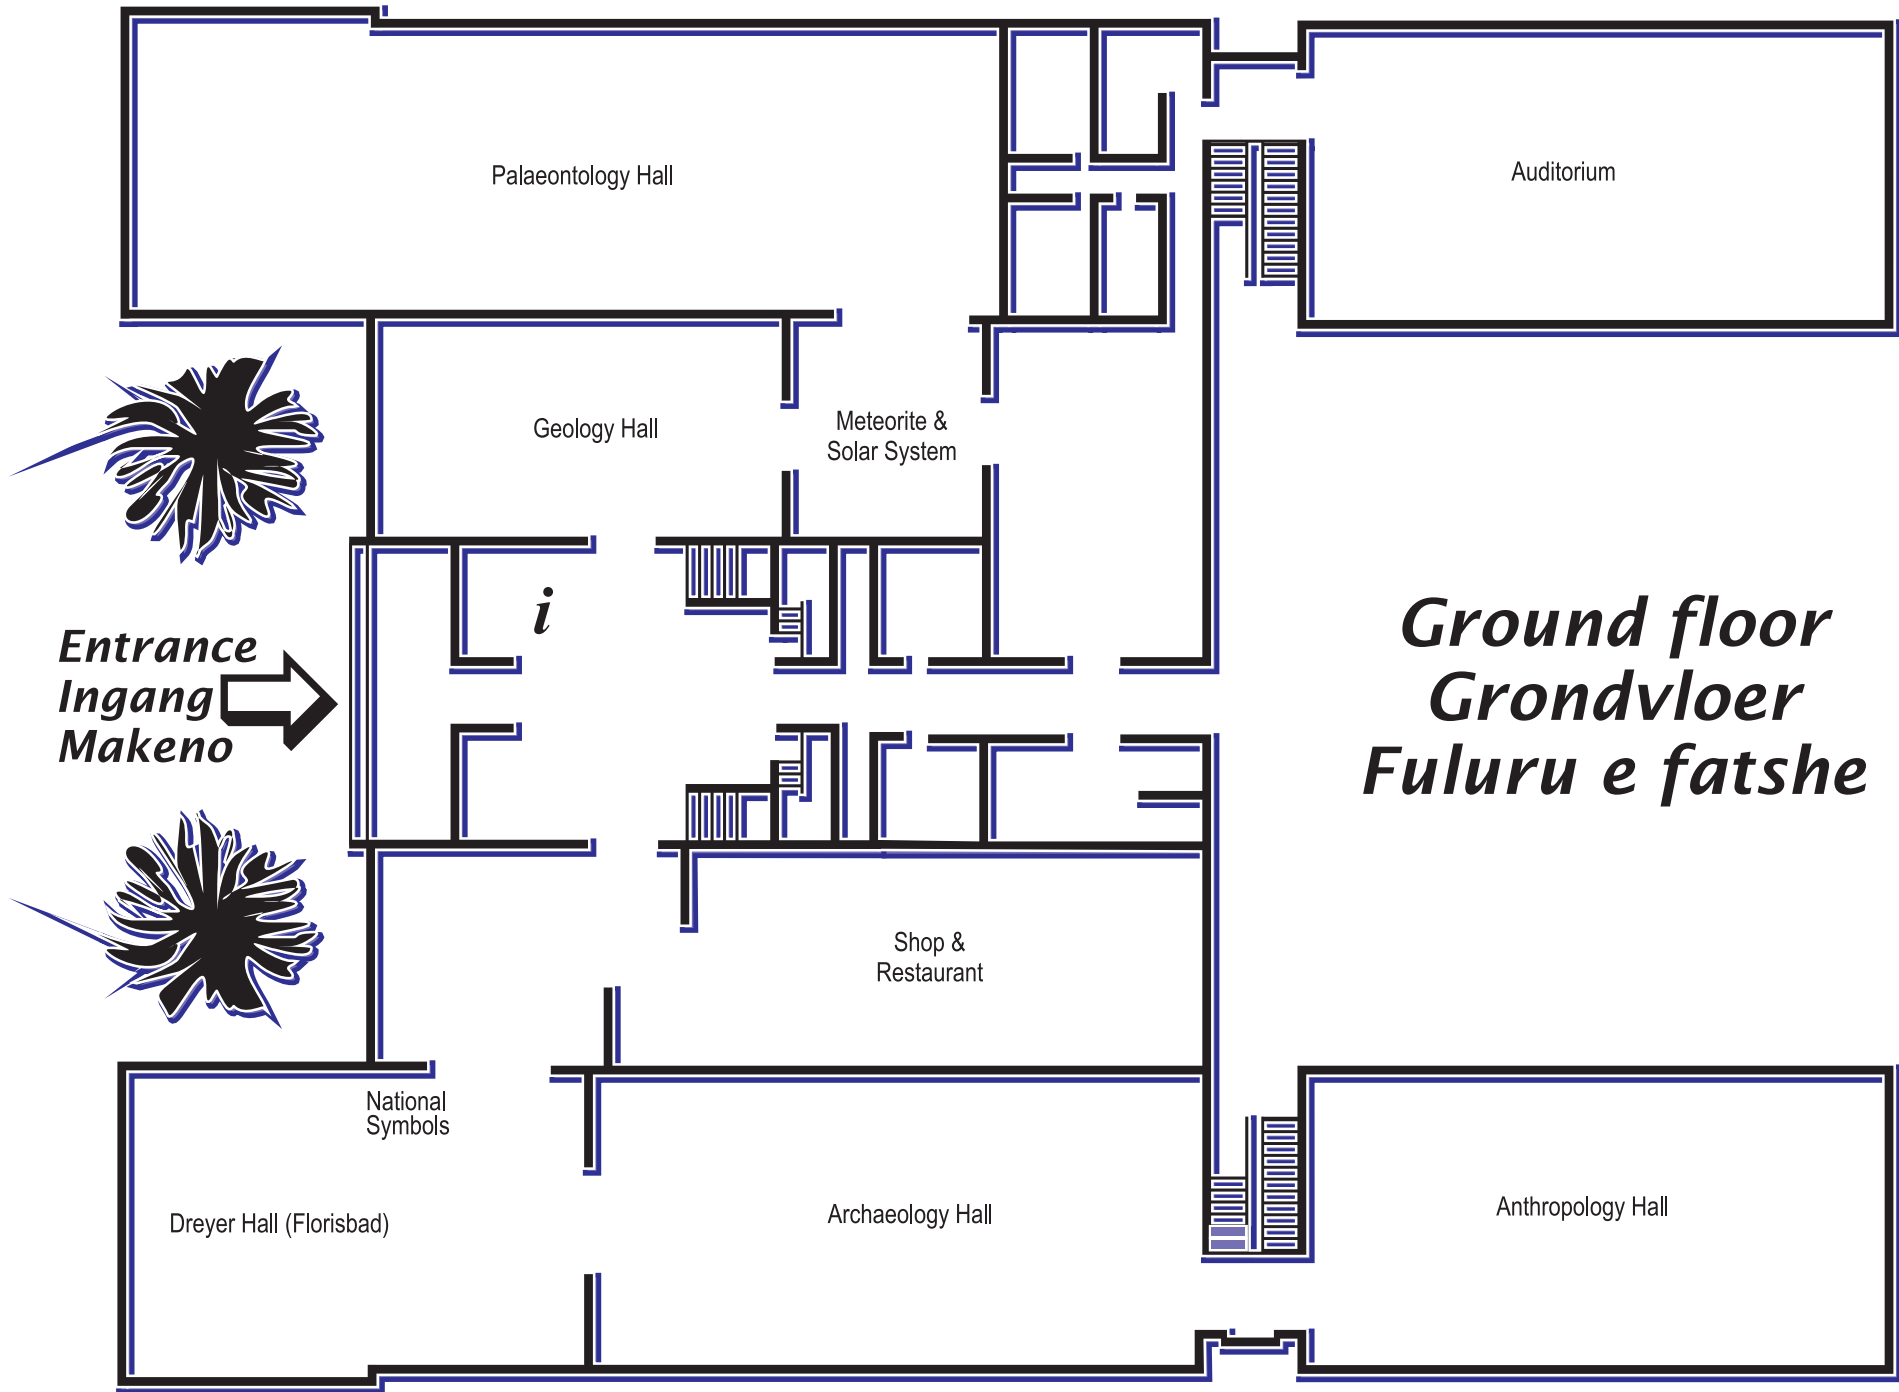 Palaeontology Hall
Auditorium
Geology Hall
Meteorite &
Solar System
i
Entrance
Ingang
Makeno
Ground floor
Grondvloer
Fuluru e fatshe
Shop &
Restaurant
National
Symbols
Dreyer Hall (Florisbad)
Archaeology Hall
Anthropology Hall